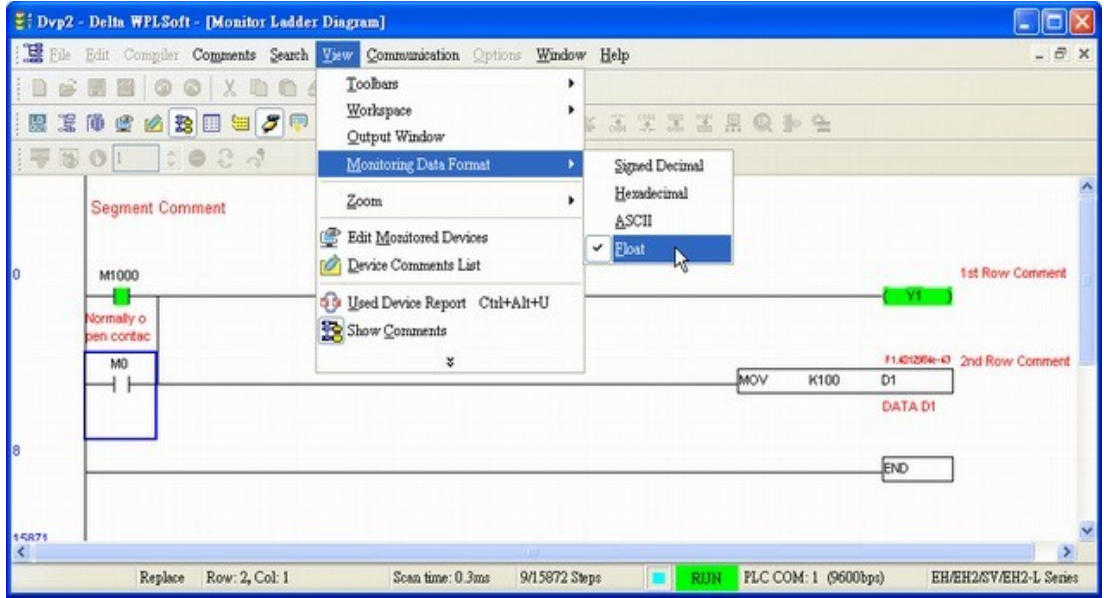 Dvp2 - Delta WPLSoft - [Monitor Ladder Diagram]
File Edit Compiler Comments Search View Communication Options Window Help
Toolbars
Workspace
Output Window
Monitoring Data Format
Zoom
Edit Monitored Devices
Device Comments List
Used Device Report Ctrl+Alt+U
Show Comments
Signed Decimal
Hexadecimal
ASCII
Float
1
Segment Comment
0
M1000
Normally o
pen contac
Y1
1st Row Comment
M0
MOV K100 D1
2nd Row Comment
DATA D1
8
END
15871
Replace Row: 2, Col: 1 Scan time: 0.3ms 9/15872 Steps RUN PLC COM: 1 (9600bps) EH/EH2/SV/EH2-L Series